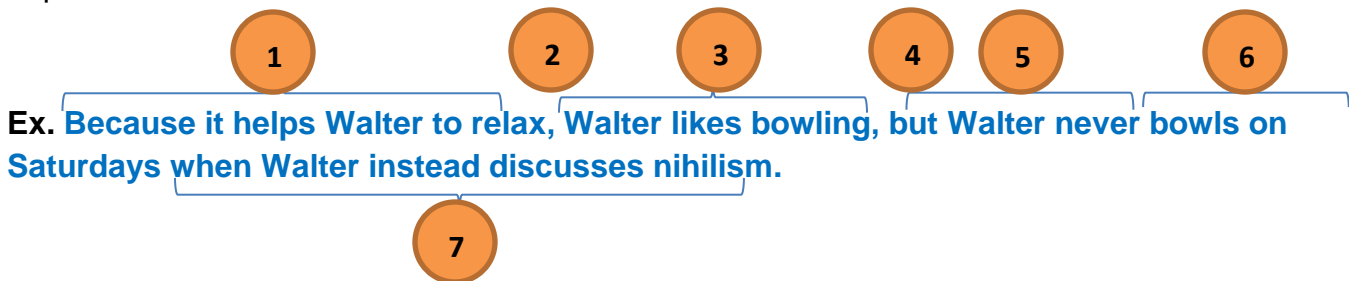 1 2 3 4 5 6
Ex. Because it helps Walter to relax, Walter likes bowling, but Walter never bowls on
Saturdays when Walter instead discusses nihilism.
7